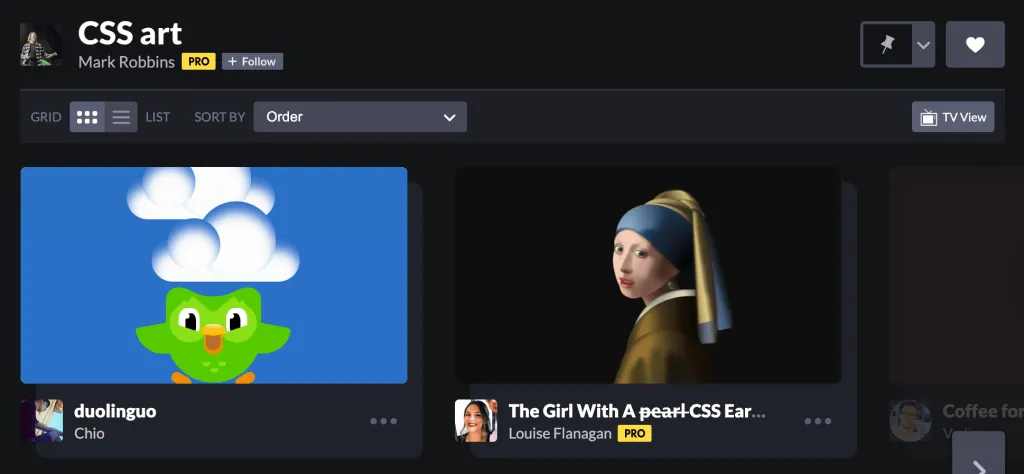 CSS art
Mark Robbins PRO + Follow
GRID LIST SORT BY Order TV View
duolinguo
Chio
The Girl With A pearl CSS Ear...
Louise Flanagan PRO
Coffee for